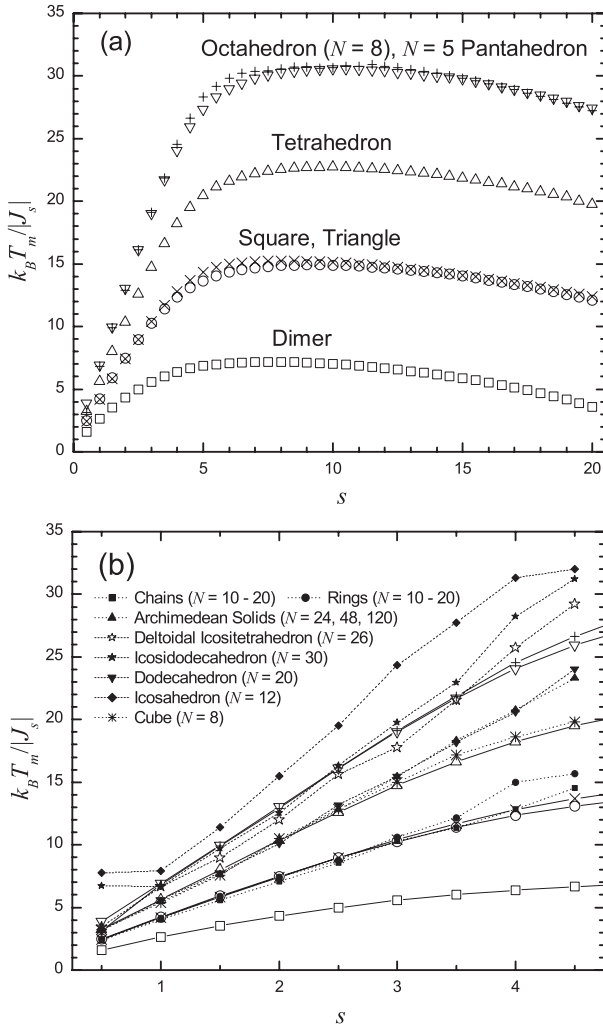 (a)
Octahedron (N = 8), N = 5 Pantahedron
Tetrahedron
Square, Triangle
Dimer
35
30
25
20
15
10
5
0
k_B T_m/|J_s|
0 5 10 15 20
s
(b)
Chains (N = 10 - 20) Rings (N = 10 - 20)
Archimedean Solids (N = 24, 48, 120)
Deltoidal Icositetrahedron (N = 26)
Icosidodecahedron (N = 30)
Dodecahedron (N = 20)
Icosahedron (N = 12)
Cube (N = 8)
35
30
25
20
15
10
5
0
k_B T_m/|J_s|
1 2 3 4
s